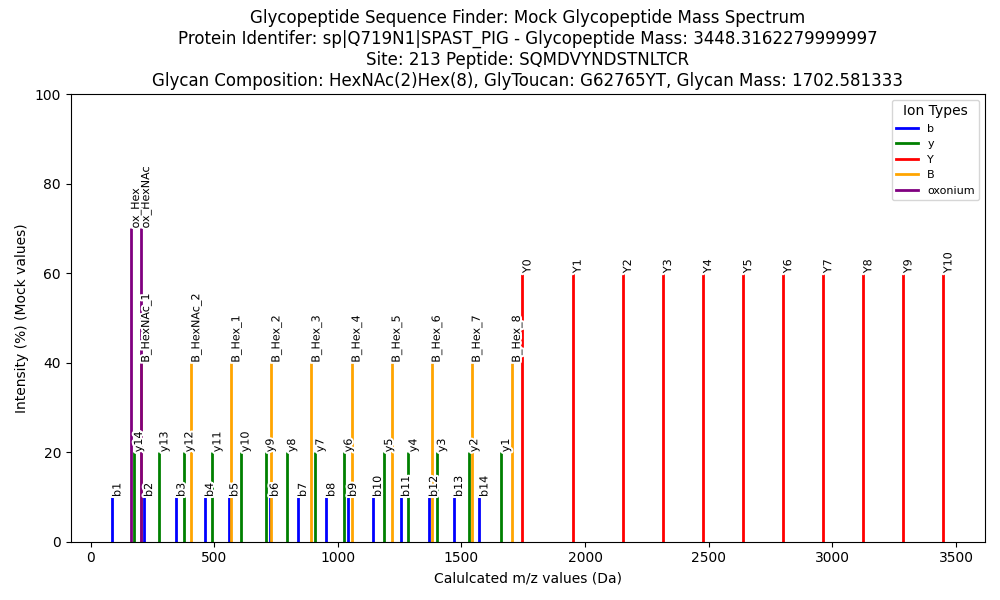 Glycopeptide Sequence Finder: Mock Glycopeptide Mass Spectrum
Protein Identifer: sp|Q719N1|SPAST_PIG - Glycopeptide Mass: 3448.3162279999997
Site: 213 Peptide: SQMDVYNDSTNLTCR
Glycan Composition: HexNAc(2)Hex(8), GlyToucan: G62765YT, Glycan Mass: 1702.581333
Intensity (%) (Mock values)
100
80
60
40
20
0
Ion Types
b
y
Y
B
oxonium
ox_Hex
ox_HexNAc
B_HexNAc_1
B_HexNAc_2
B_Hex_1
B_Hex_2
B_Hex_3
B_Hex_4
B_Hex_5
B_Hex_6
B_Hex_7
B_Hex_8
Y0
Y1
Y2
Y3
Y4
Y5
Y6
Y7
Y8
Y9
Y10
y14
y13
y12
y11
y10
y9
y8
y7
y6
y5
y4
y3
y2
y1
b1
b2
b3
b4
b5
b6
b7
b8
b9
b10
b11
b12
b13
b14
0
500
1000
1500
2000
2500
3000
3500
Calulcated m/z values (Da)